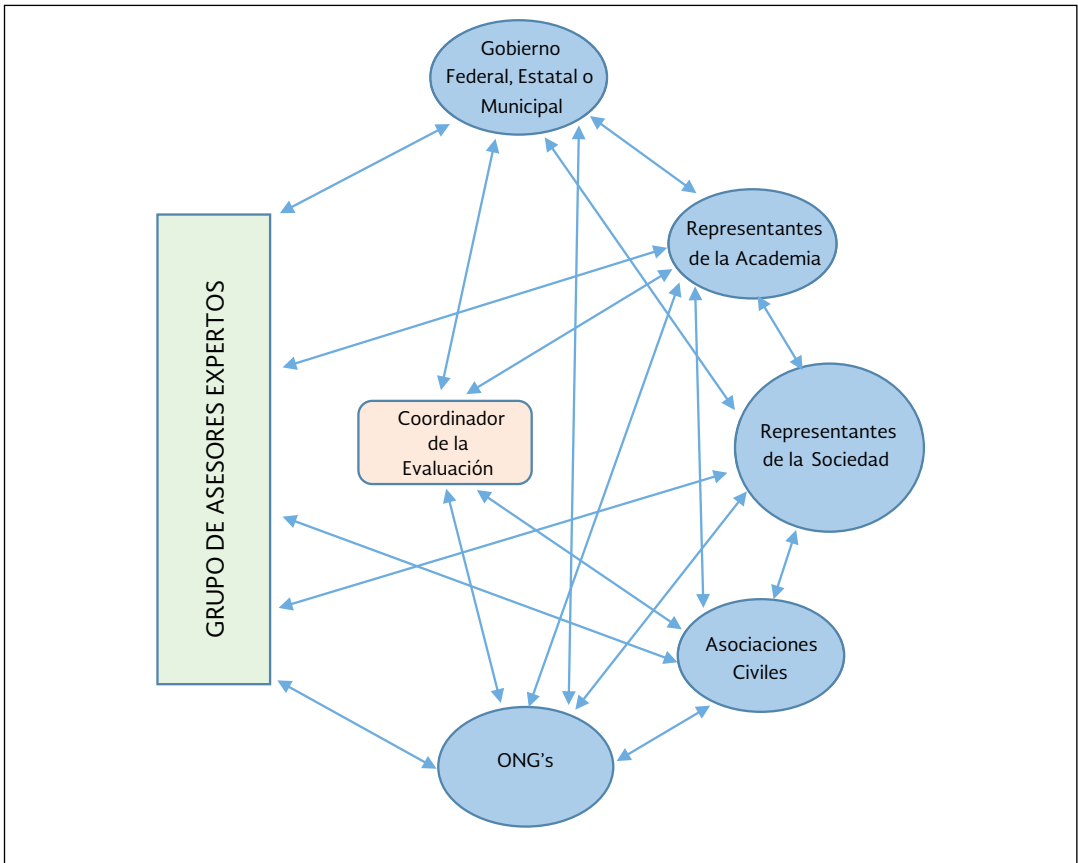 Gobierno
Federal, Estatal o
Municipal
Representantes
de la Academia
GRUPO DE ASESORES EXPERTOS
Coordinador
de la
Evaluación
Representantes
de la Sociedad
Asociaciones
Civiles
ONG's